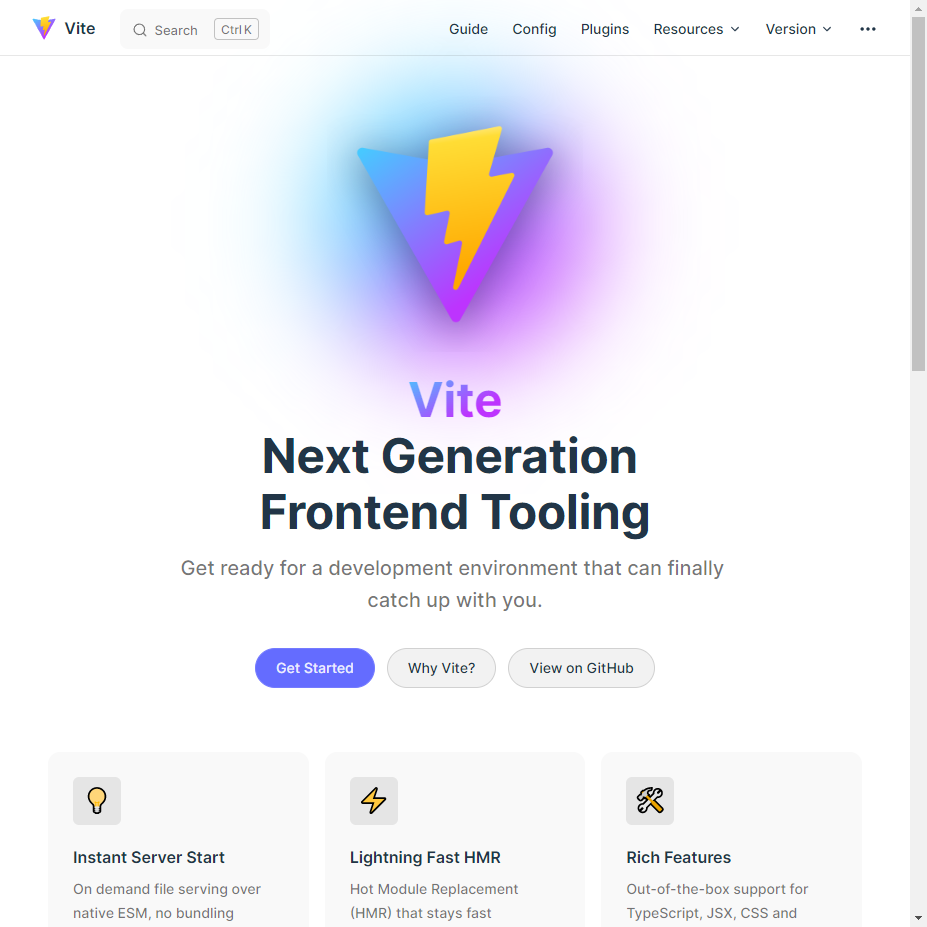 Vite
Search Ctrl K
Guide Config Plugins Resources Version
Vite
Next Generation
Frontend Tooling
Get ready for a development environment that can finally
catch up with you.
Get Started Why Vite? View on GitHub
Instant Server Start
On demand file serving over
native ESM, no bundling
Lightning Fast HMR
Hot Module Replacement
(HMR) that stays fast
Rich Features
Out-of-the-box support for
TypeScript, JSX, CSS and